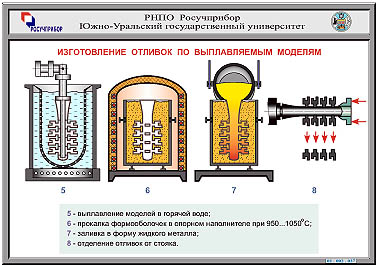 РНПО Росучприбор
Южно-Уральский государственный университет
РОСУЧПРИБОР
ИЗГОТОВЛЕНИЕ ОТЛИВОК ПО ВЫПЛАВЛЯЕМЫМ МОДЕЛЯМ
5 6 7 8
5 - выплавление моделей в горячей воде;
6 - прокалка формооболочек в опорном наполнителе при 950...1050°С;
7 - заливка в форму жидкого металла;
8 - отделение отливок от стояка.